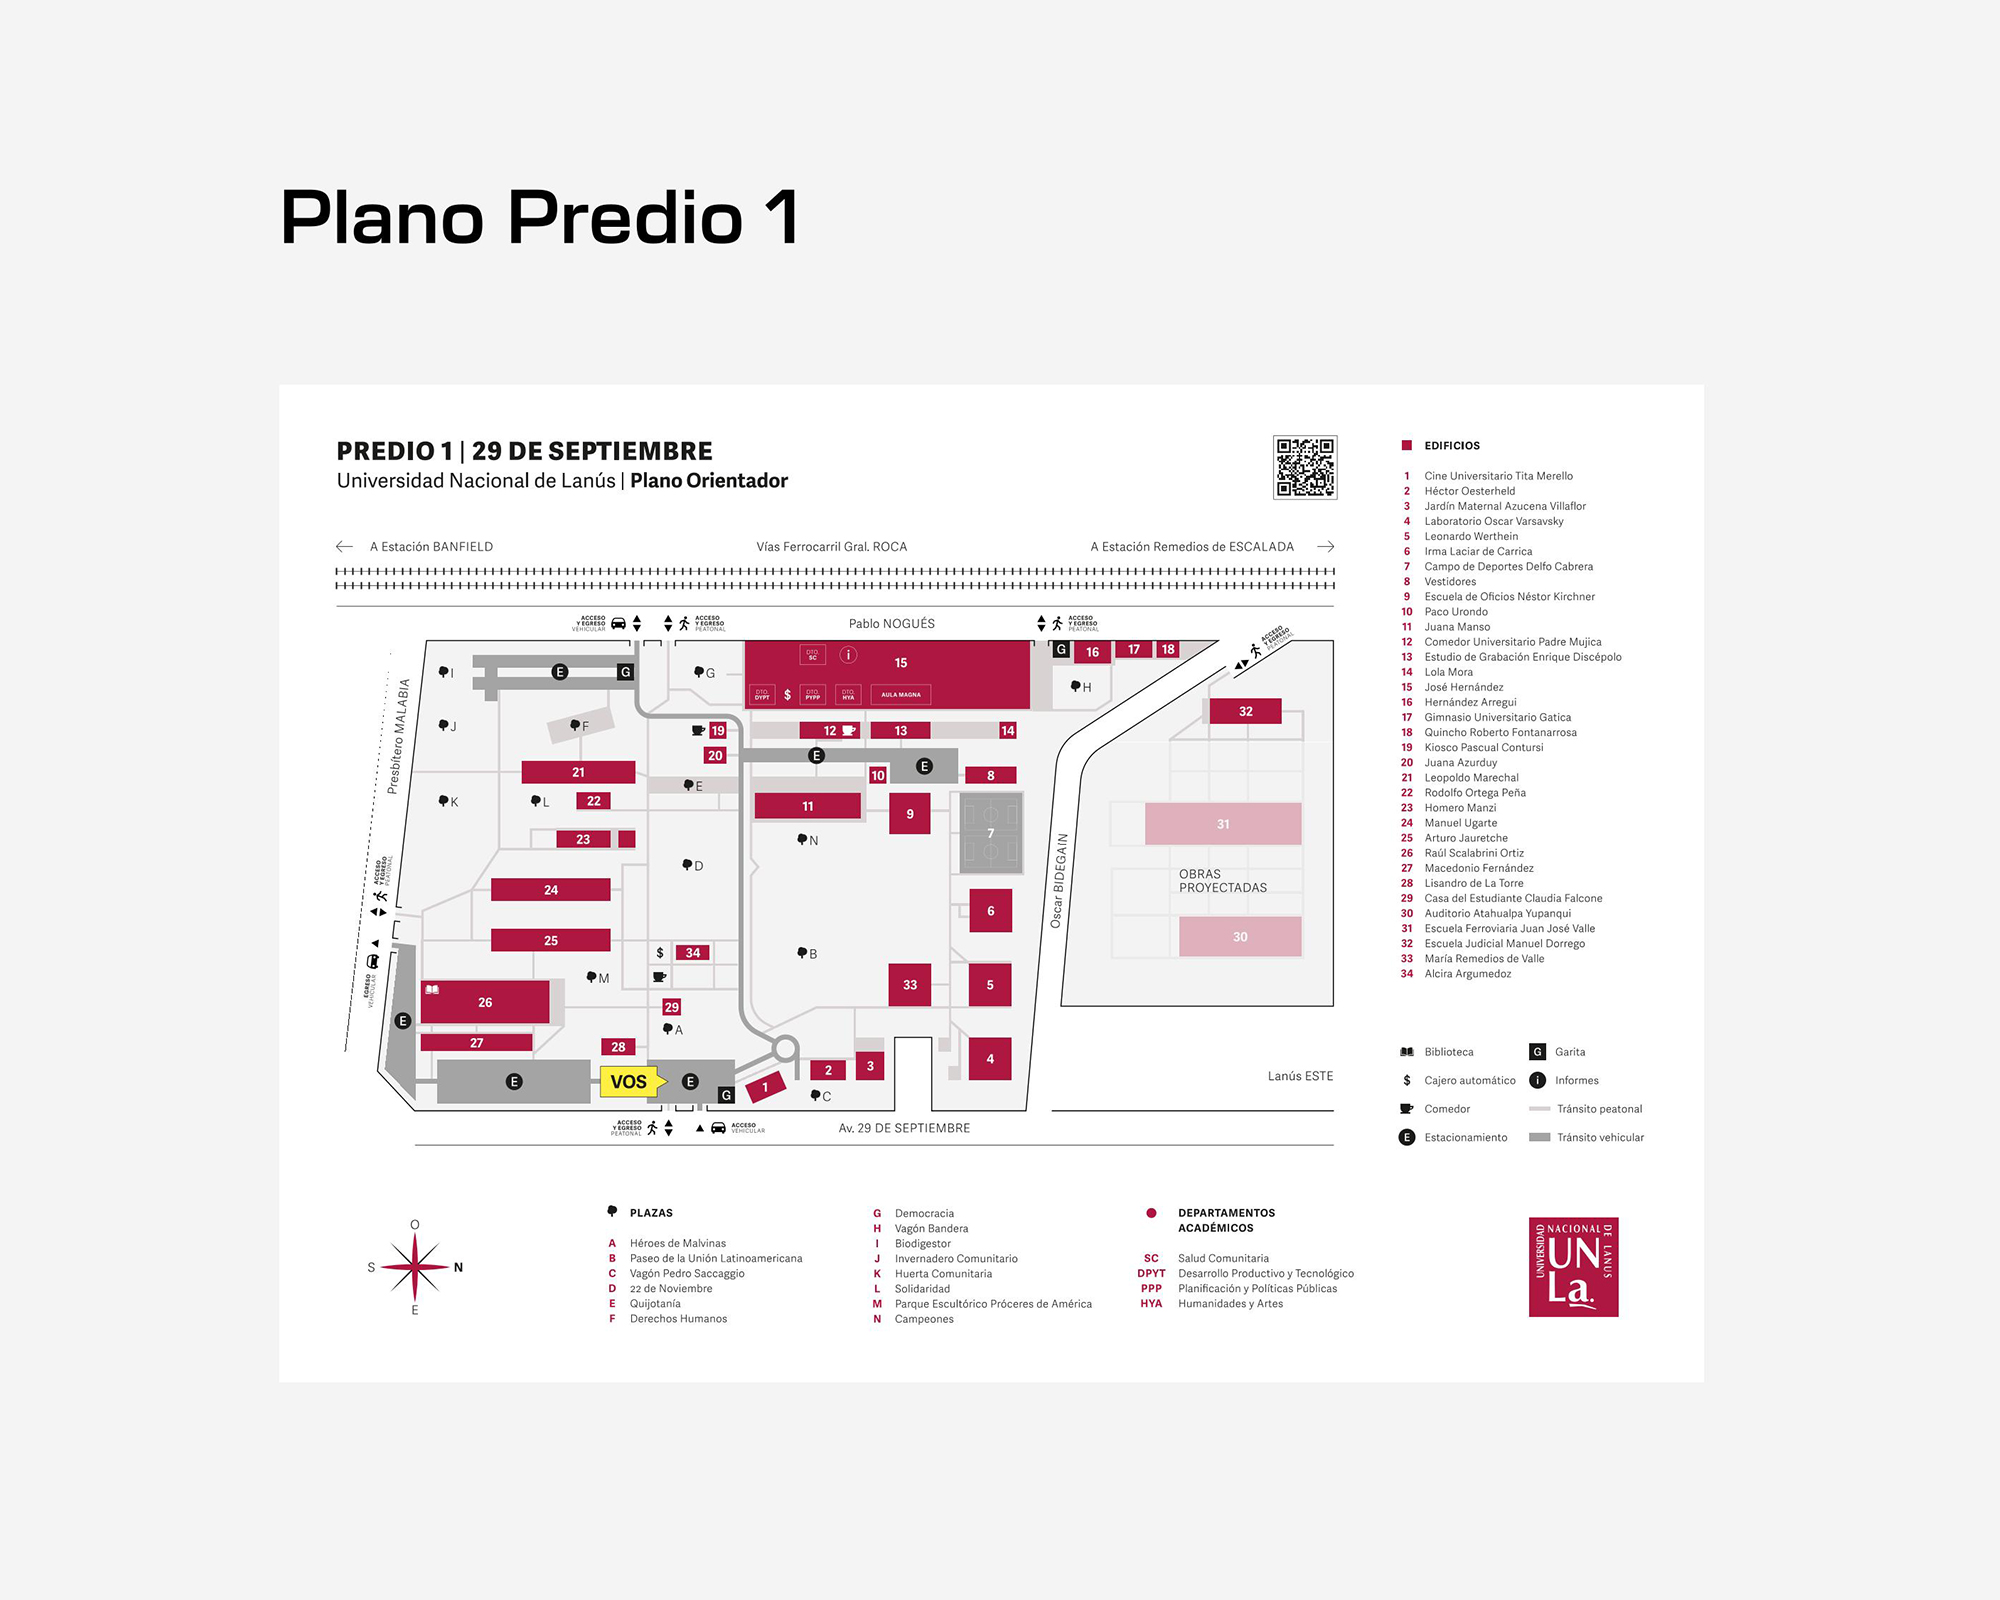 Plano Predio 1
PREDIO 1 | 29 DE SEPTIEMBRE
Universidad Nacional de Lanús | Plano Orientador
A Estación BANFIELD
Vías Ferrocarril Gral. ROCA
A Estación Remedios de ESCALADA
ACCESO
Y EGRESO
VEHICULAR
ACCESO
Y EGRESO
PEATONAL
Pablo NOGUÉS
ACCESO
Y EGRESO
PEATONAL
ACCESO
Y EGRESO
PEATONAL
Presbítero MALABIA
I
E
G
G
DTO.
SC
i
15
G
16
17
18
H
DTO.
DYPT
$
DTO.
PYPP
DTO.
HYA
AULA MAGNA
J
F
19
12
13
14
32
20
E
E
21
10
8
E
K
L
22
11
9
7
31
23
N
D
OBRAS
PROYECTADAS
Oscar BIDEGAIN
24
6
ACCESO
Y EGRESO
PEATONAL
25
$
34
B
30
EGRESO
VEHICULAR
M
33
5
26
29
E
A
27
28
2
3
4
E
VOS
E
G
1
C
Lanús ESTE
ACCESO
Y EGRESO
PEATONAL
ACCESO
VEHICULAR
Av. 29 DE SEPTIEMBRE
EDIFICIOS
1 Cine Universitario Tita Merello
2 Héctor Oesterheld
3 Jardín Maternal Azucena Villaflor
4 Laboratorio Oscar Varsavsky
5 Leonardo Werthein
6 Irma Laciar de Carrica
7 Campo de Deportes Delfo Cabrera
8 Vestidores
9 Escuela de Oficios Néstor Kirchner
10 Paco Urondo
11 Juana Manso
12 Comedor Universitario Padre Mujica
13 Estudio de Grabación Enrique Discépolo
14 Lola Mora
15 José Hernández
16 Hernández Arregui
17 Gimnasio Universitario Gatica
18 Quincho Roberto Fontanarrosa
19 Kiosco Pascual Contursi
20 Juana Azurduy
21 Leopoldo Marechal
22 Rodolfo Ortega Peña
23 Homero Manzi
24 Manuel Ugarte
25 Arturo Jauretche
26 Raúl Scalabrini Ortiz
27 Macedonio Fernández
28 Lisandro de La Torre
29 Casa del Estudiante Claudia Falcone
30 Auditorio Atahualpa Yupanqui
31 Escuela Ferroviaria Juan José Valle
32 Escuela Judicial Manuel Dorrego
33 María Remedios de Valle
34 Alcira Argumedoz
Biblioteca
G Garita
$ Cajero automático
i Informes
Comedor
Tránsito peatonal
E Estacionamiento
Tránsito vehicular
O
S
N
E
PLAZAS
A Héroes de Malvinas
B Paseo de la Unión Latinoamericana
C Vagón Pedro Saccaggio
D 22 de Noviembre
E Quijotanía
F Derechos Humanos
G Democracia
H Vagón Bandera
I Biodigestor
J Invernadero Comunitario
K Huerta Comunitaria
L Solidaridad
M Parque Escultórico Próceres de América
N Campeones
DEPARTAMENTOS
ACADÉMICOS
SC Salud Comunitaria
DPYT Desarrollo Productivo y Tecnológico
PPP Planificación y Políticas Públicas
HYA Humanidades y Artes
UNIVERSIDAD
NACIONAL
DE LANUS
UN
La.